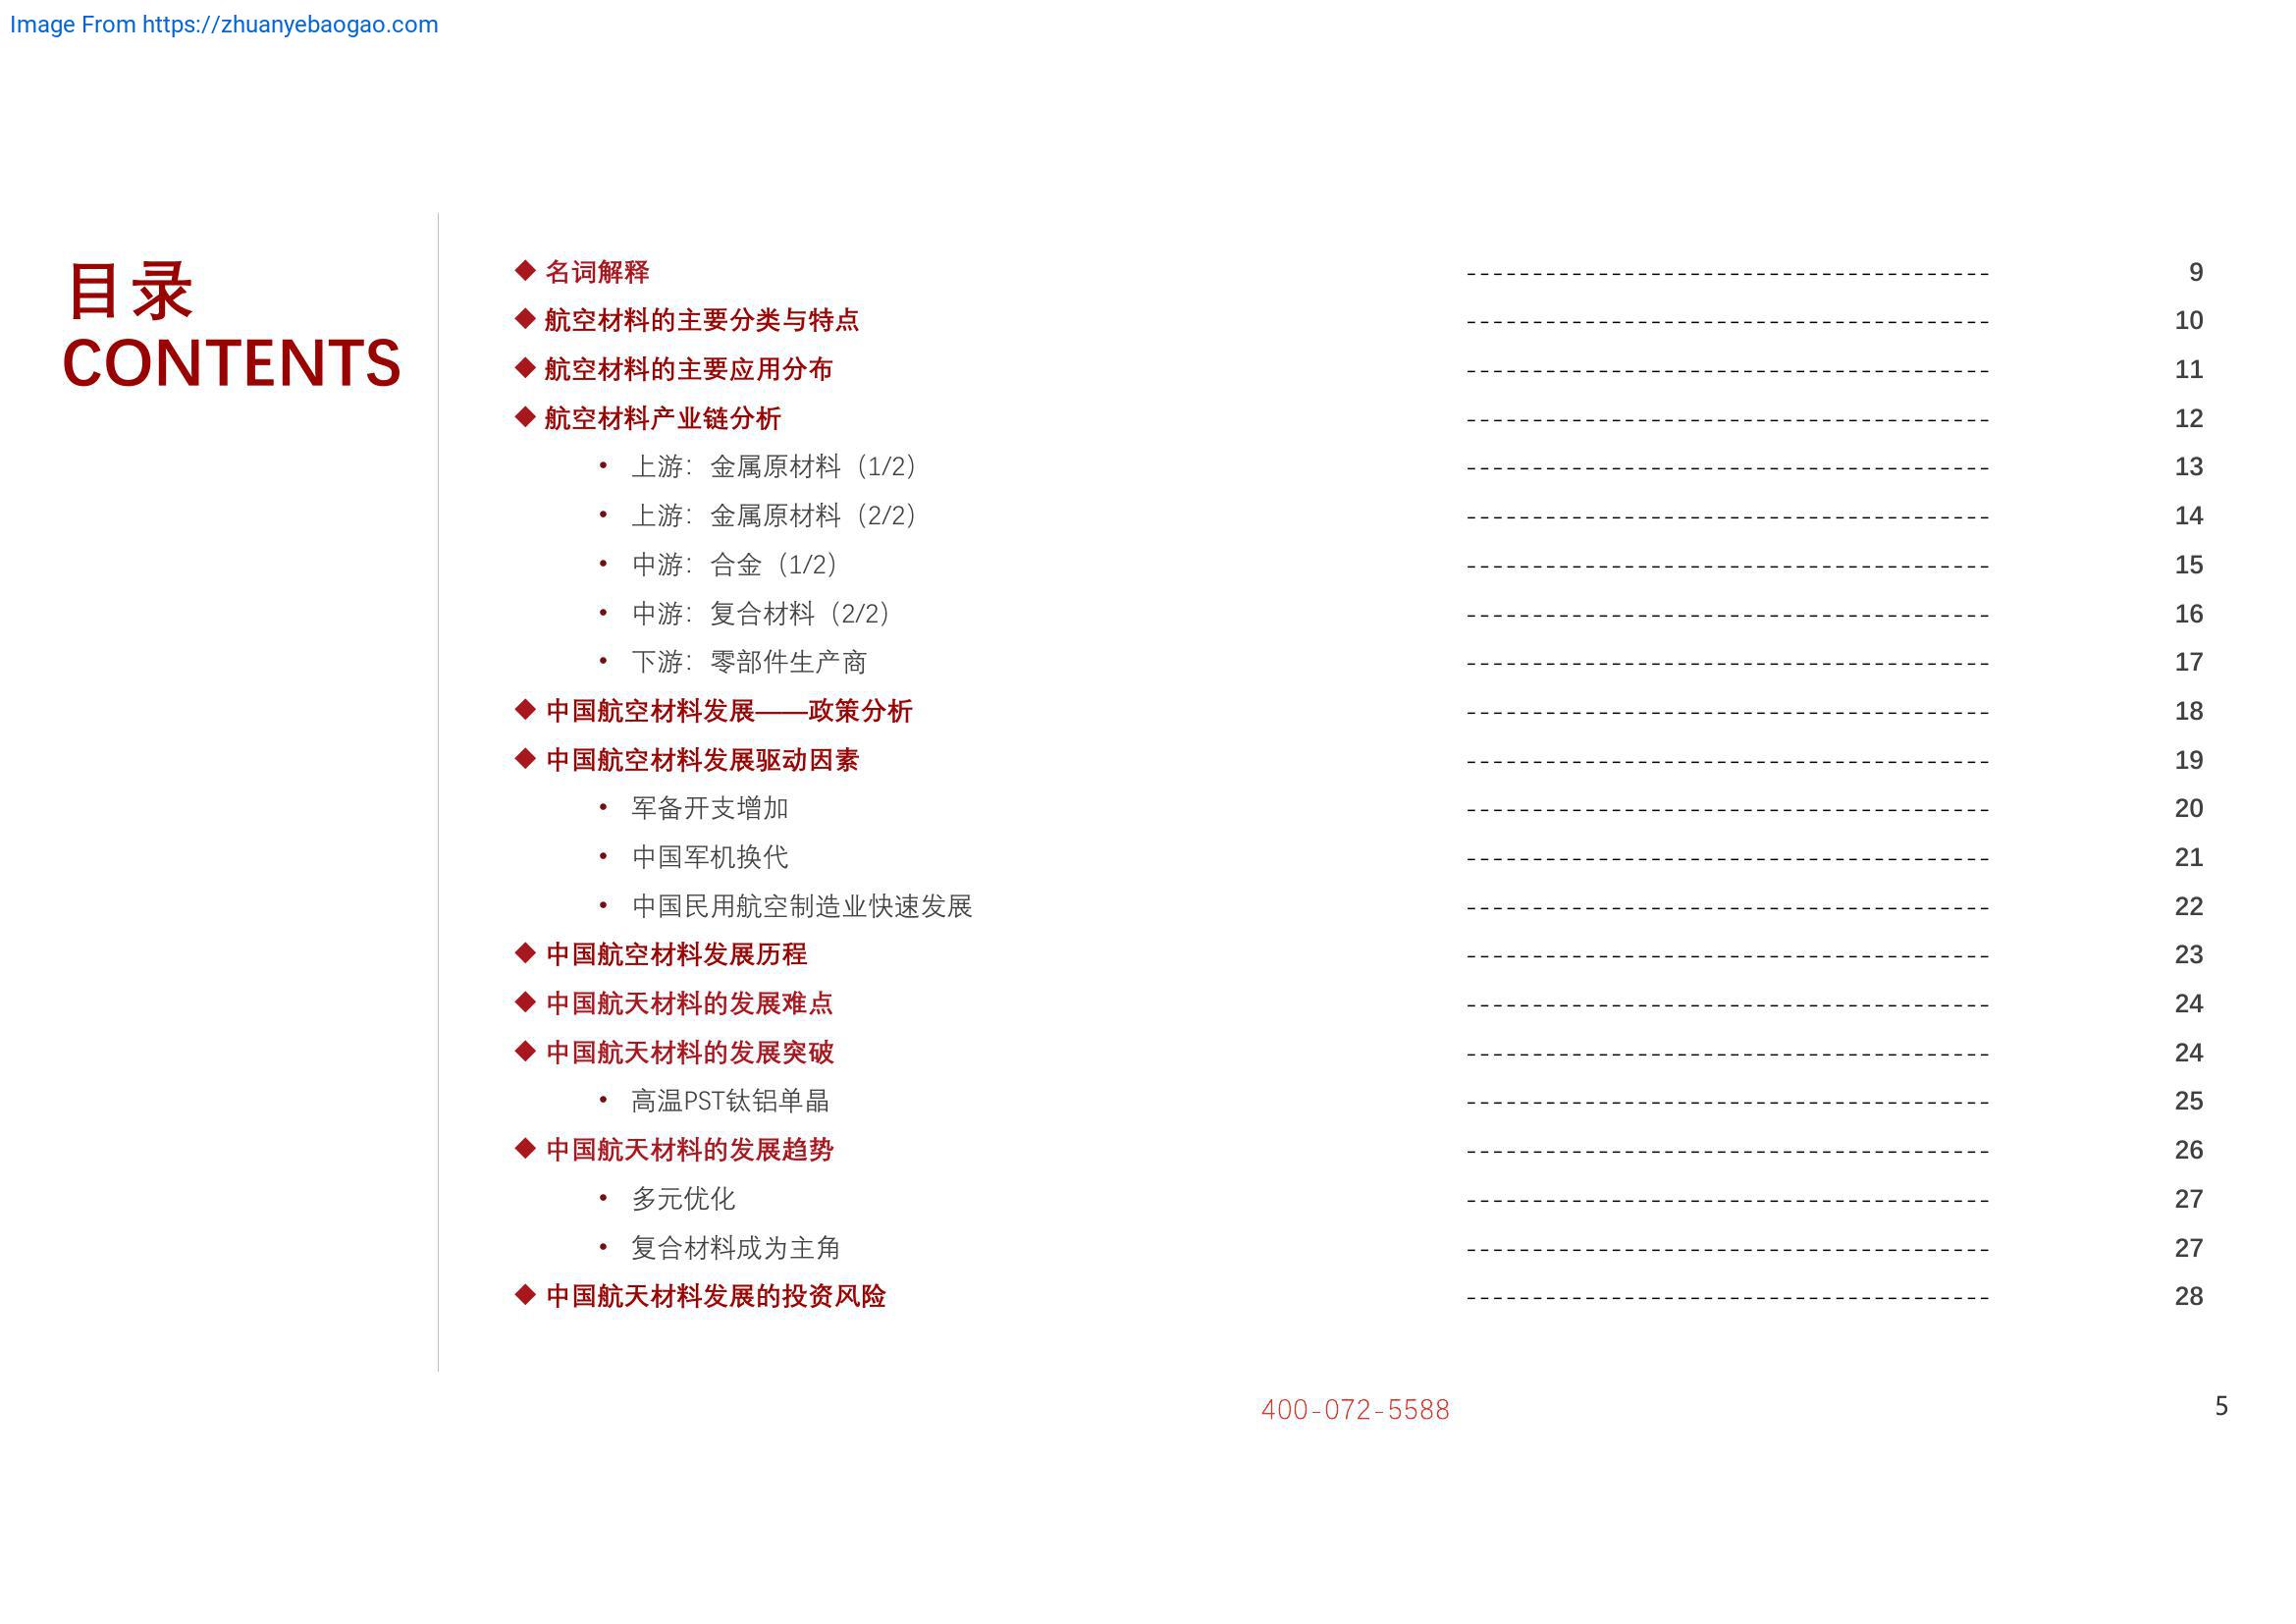 Image From https://zhuanyebaogao.com
目录
CONTENTS
◆ 名词解释 ---------------------------------------- 9
◆ 航空材料的主要分类与特点 ---------------------------------------- 10
◆ 航空材料的主要应用分布 ---------------------------------------- 11
◆ 航空材料产业链分析 ---------------------------------------- 12
• 上游：金属原材料（1/2） ---------------------------------------- 13
• 上游：金属原材料（2/2） ---------------------------------------- 14
• 中游：合金（1/2） ---------------------------------------- 15
• 中游：复合材料（2/2） ---------------------------------------- 16
• 下游：零部件生产商 ---------------------------------------- 17
◆ 中国航空材料发展——政策分析 ---------------------------------------- 18
◆ 中国航空材料发展驱动因素 ---------------------------------------- 19
• 军备开支增加 ---------------------------------------- 20
• 中国军机换代 ---------------------------------------- 21
• 中国民用航空制造业快速发展 ---------------------------------------- 22
◆ 中国航空材料发展历程 ---------------------------------------- 23
◆ 中国航天材料的发展难点 ---------------------------------------- 24
◆ 中国航天材料的发展突破 ---------------------------------------- 24
• 高温PST钛铝单晶 ---------------------------------------- 25
◆ 中国航天材料的发展趋势 ---------------------------------------- 26
• 多元优化 ---------------------------------------- 27
• 复合材料成为主角 ---------------------------------------- 27
◆ 中国航天材料发展的投资风险 ---------------------------------------- 28
400-072-5588
5